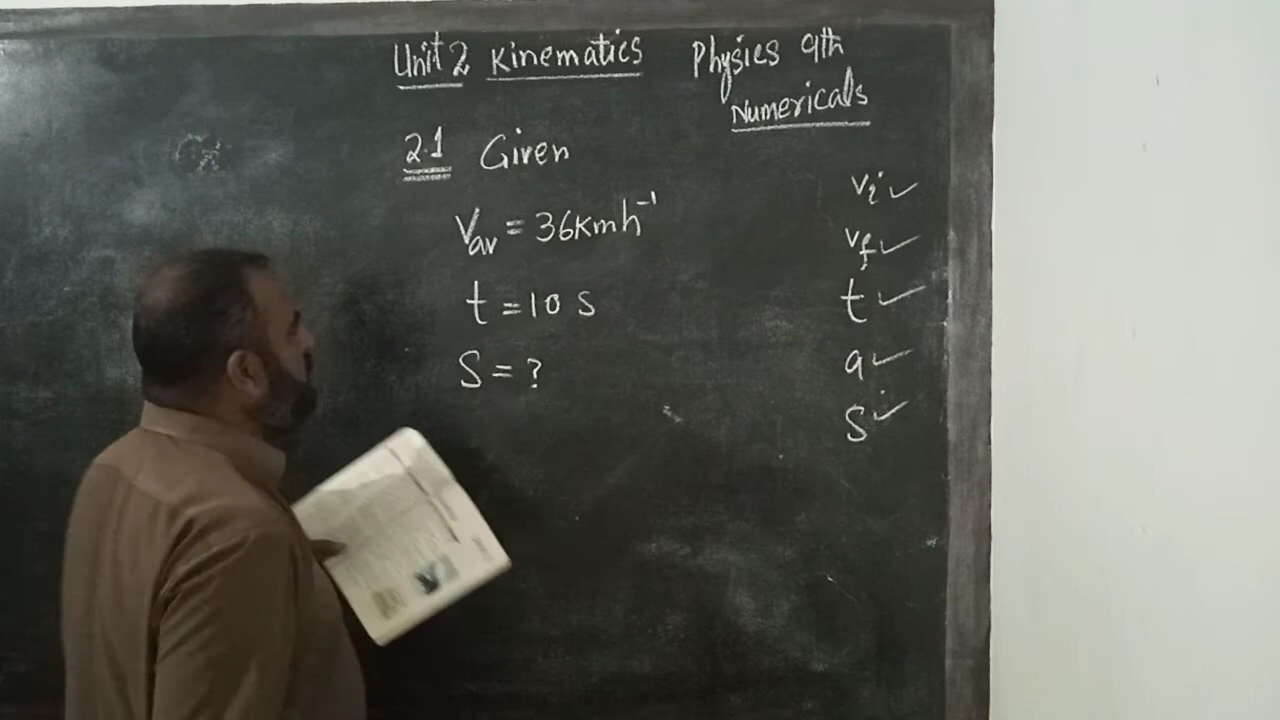 Unit 2 Kinematics Physics 9th
Numericals
2.1 Given
Vav = 36Kmh⁻¹
t = 10 s
S = ?
vi ✓
vf ✓
t ✓
a ✓
S ✓